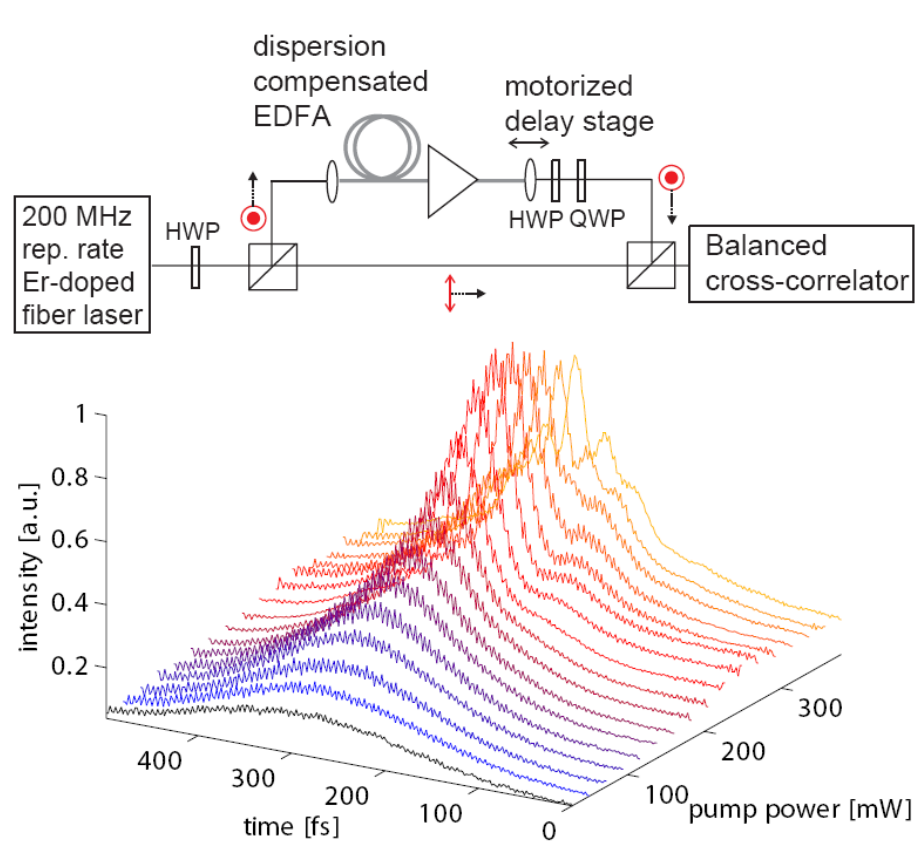 dispersion
compensated
EDFA
motorized
delay stage
200 MHz
rep. rate
Er-doped
fiber laser
HWP
HWP QWP
Balanced
cross-correlator
1
0.8
0.6
0.4
0.2
intensity [a.u.]
400
300
200
100
0
time [fs]
100
200
300
pump power [mW]